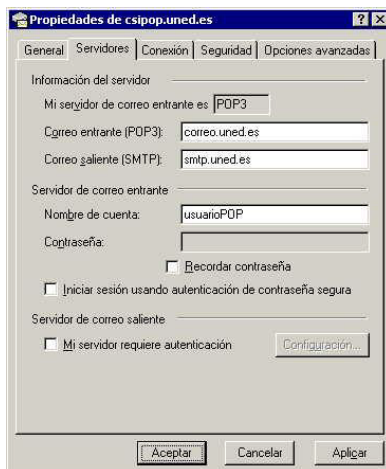 Propiedades de csipop.uned.es
General Servidores Conexión Seguridad Opciones avanzadas
Información del servidor
Mi servidor de correo entrante es POP3
Correo entrante (POP3): correo.uned.es
Correo saliente (SMTP): smtp.uned.es
Servidor de correo entrante
Nombre de cuenta: usuarioPOP
Contraseña:
Recordar contraseña
Iniciar sesión usando autenticación de contraseña segura
Servidor de correo saliente
Mi servidor requiere autenticación Configuración...
Aceptar Cancelar Aplicar